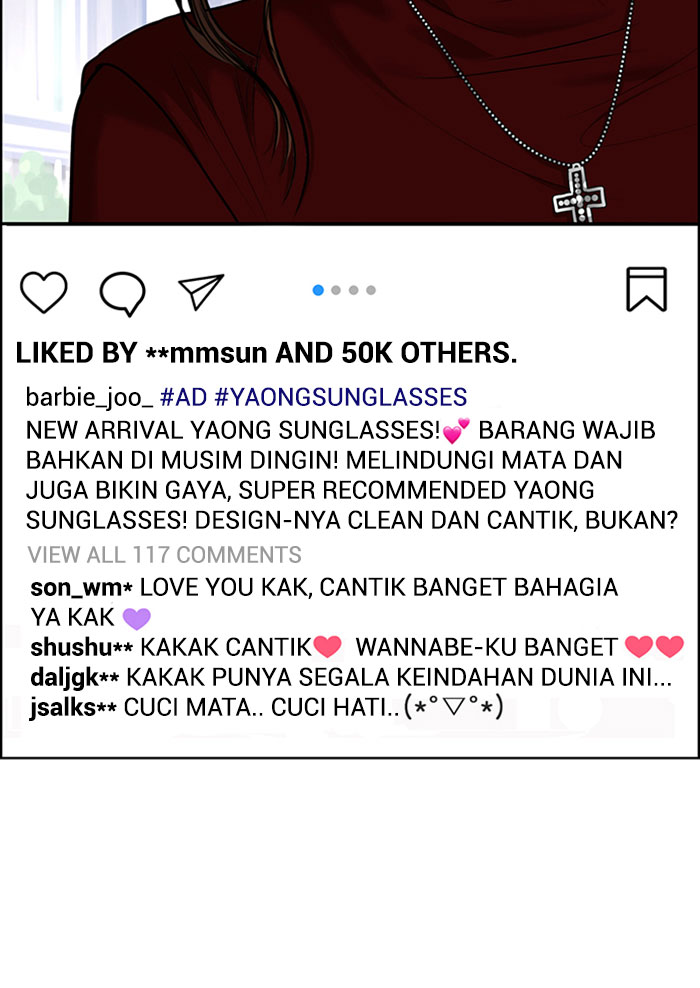 LIKED BY **mmsun AND 50K OTHERS.
barbie_joo_ #AD #YAONGSUNGLASSES
NEW ARRIVAL YAONG SUNGLASSES!💕 BARANG WAJIB
BAHKAN DI MUSIM DINGIN! MELINDUNGI MATA DAN
JUGA BIKIN GAYA, SUPER RECOMMENDED YAONG
SUNGLASSES! DESIGN-NYA CLEAN DAN CANTIK, BUKAN?
VIEW ALL 117 COMMENTS
son_wm* LOVE YOU KAK, CANTIK BANGET BAHAGIA
YA KAK 💜
shushu** KAKAK CANTIK❤️ WANNABE-KU BANGET ❤️❤️
daljgk** KAKAK PUNYA SEGALA KEINDAHAN DUNIA INI...
jsalks** CUCI MATA.. CUCI HATI..(*°▽°*)